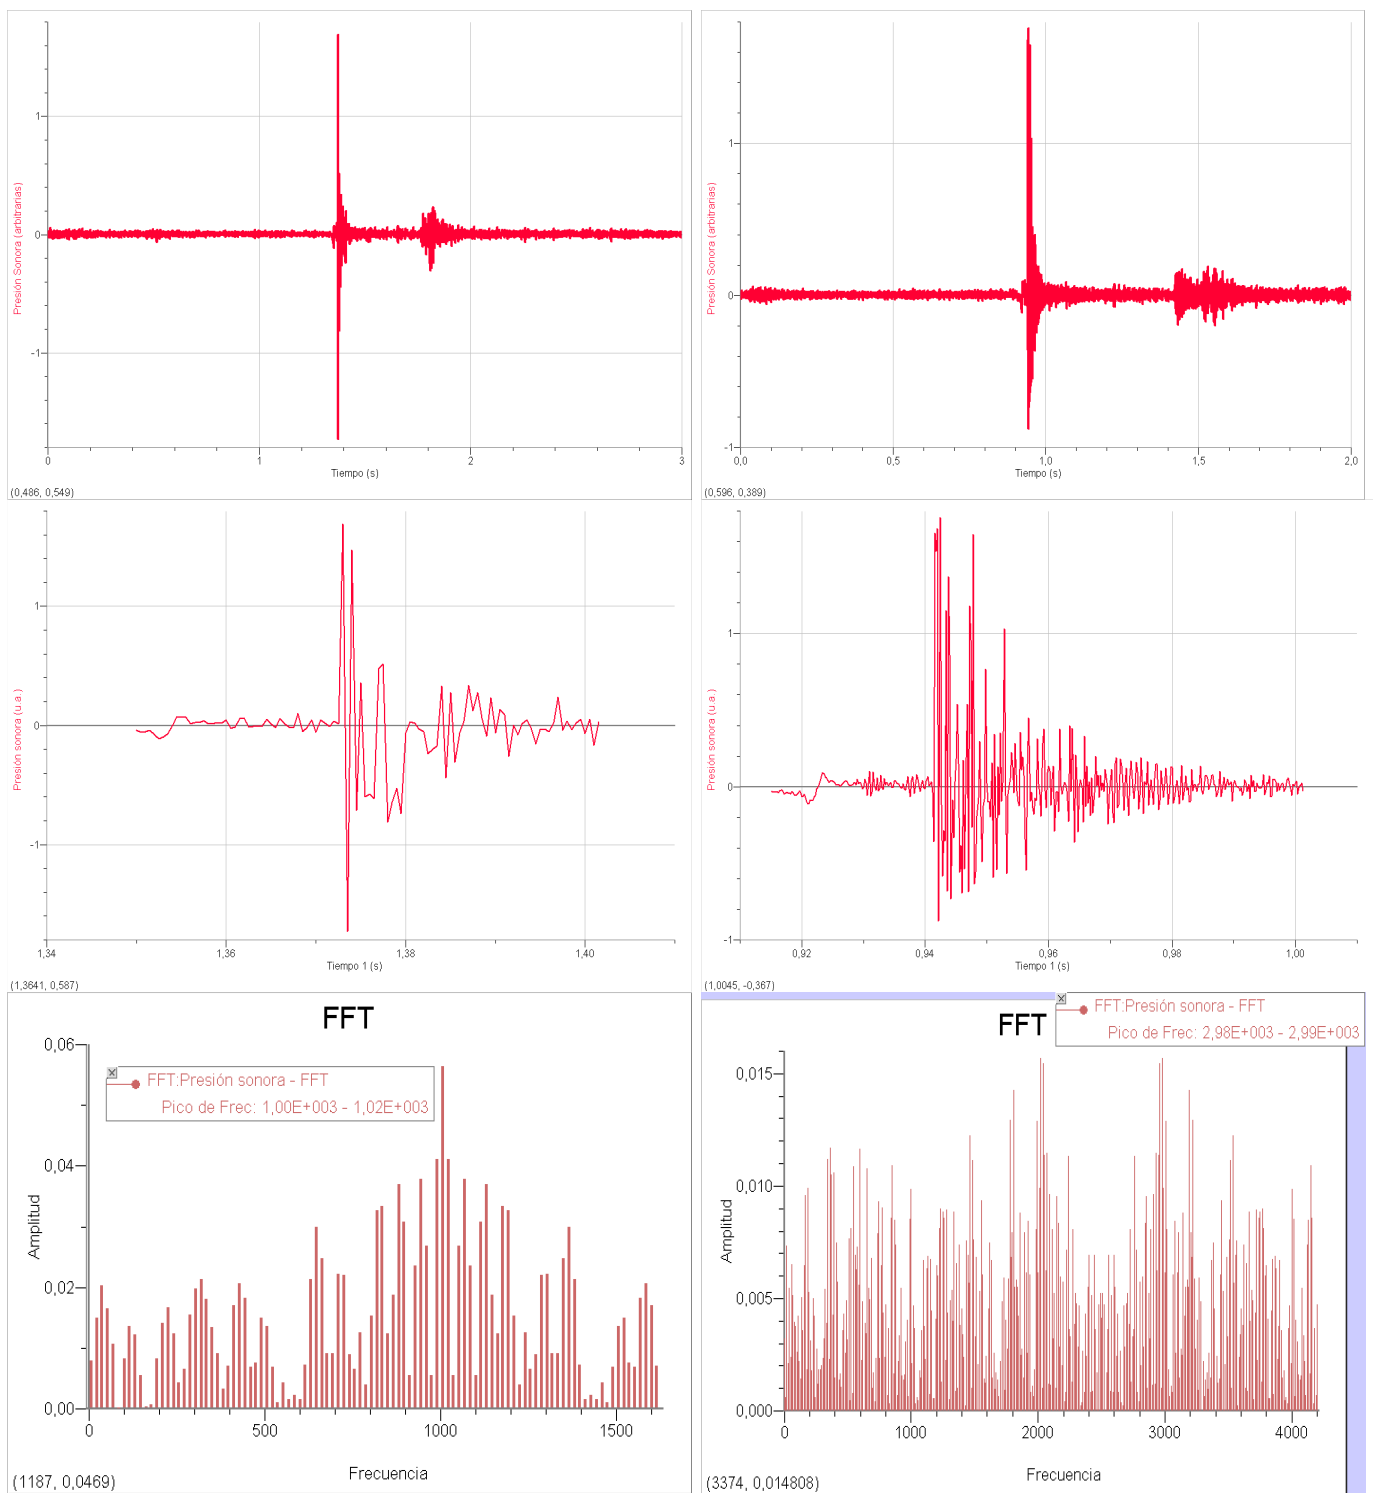 1
0
-1
Presión Sonora (arbitrarias)
0
1
2
3
Tiempo (s)
(0,486, 0,549)
1
0
-1
Presión Sonora (arbitrarias)
0,0
0,5
1,0
1,5
2,0
Tiempo (s)
(0,596, 0,389)
1
0
-1
Presión sonora (u.a.)
1,34
1,36
1,38
1,40
Tiempo 1 (s)
(1,3641, 0,587)
1
0
-1
Presión sonora (u.a.)
0,92
0,94
0,96
0,98
1,00
Tiempo 1 (s)
(1,0045, -0,367)
FFT
FFT:Presión sonora - FFT
Pico de Frec: 1,00E+003 - 1,02E+003
0,06
0,04
0,02
0,00
Amplitud
0
500
1000
1500
Frecuencia
(1187, 0,0469)
FFT
FFT:Presión sonora - FFT
Pico de Frec: 2,98E+003 - 2,99E+003
0,015
0,010
0,005
0,000
Amplitud
0
1000
2000
3000
4000
Frecuencia
(3374, 0,014808)